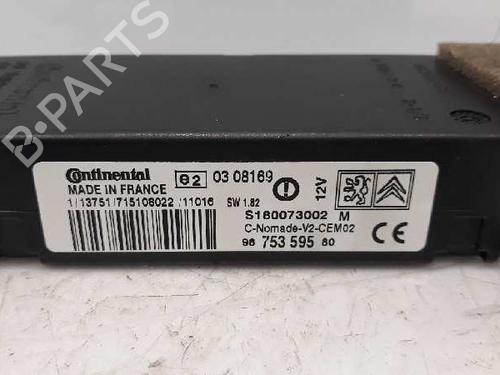 Continental
e2 03 08169
MADE IN FRANCE
12V
1/13751/715108022 /11016 SW 1.82
S160073002 M
C-Nomade-V2-CEM02
96 753 595 80 CE
B-PARTS